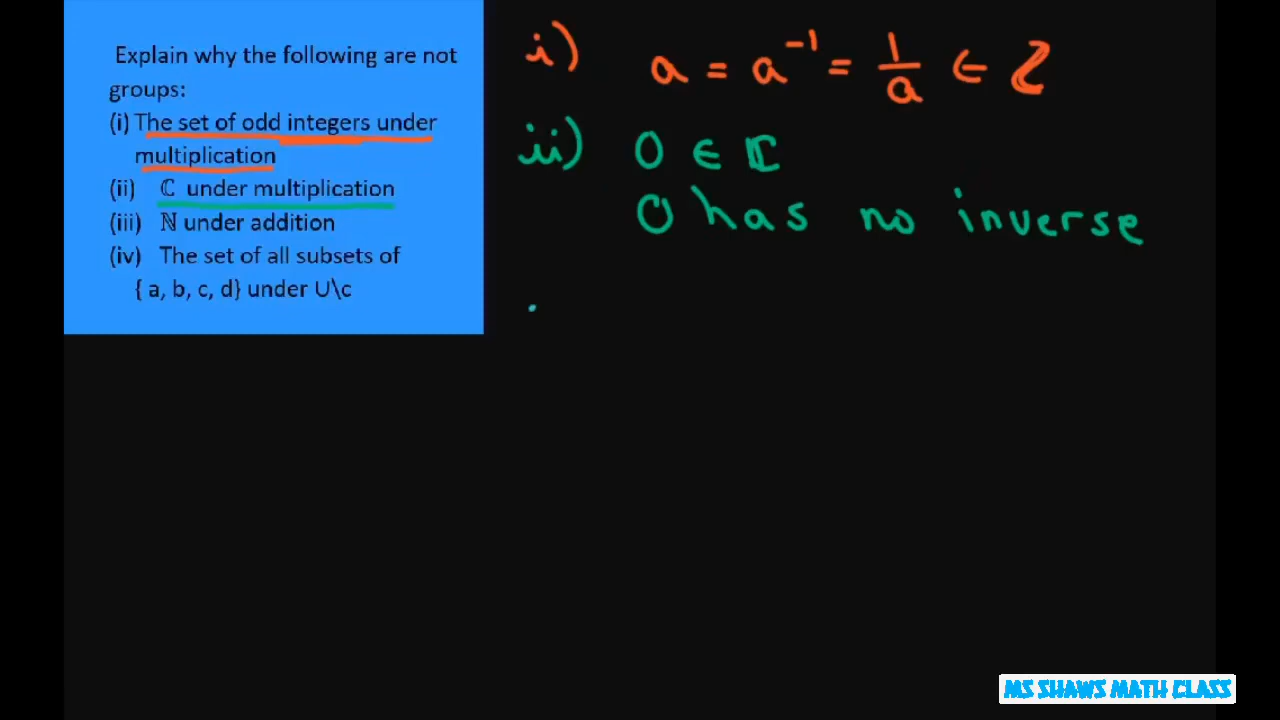 Explain why the following are not
groups:
(i) The set of odd integers under
multiplication
(ii) ℂ under multiplication
(iii) ℕ under addition
(iv) The set of all subsets of
{ a, b, c, d} under ∪\c
i) a = a⁻¹ = 1/a ∈ ℤ
ii) 0 ∈ ℂ
0 has no inverse
MS SHAWS MATH CLASS